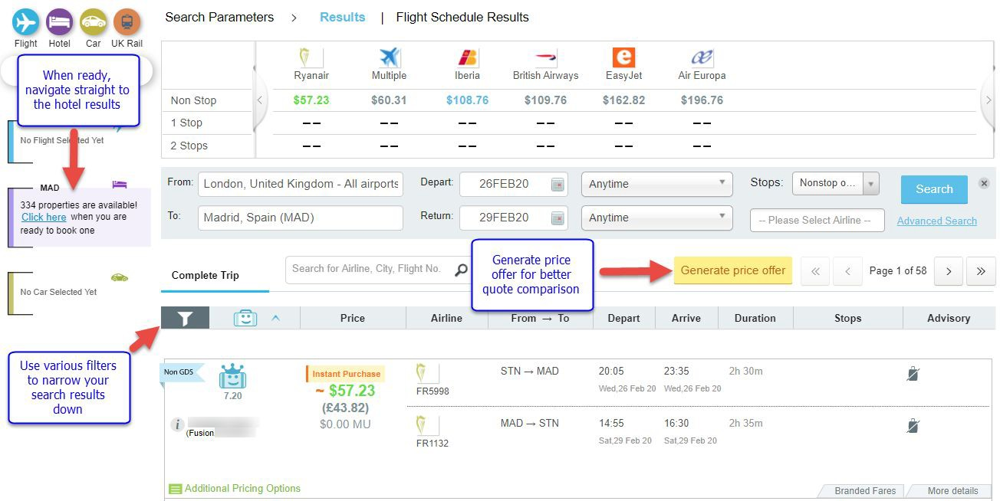 Search Parameters > Results | Flight Schedule Results
Flight Hotel Car UK Rail
When ready,
navigate straight to
the hotel results
No Flight Selected Yet
MAD
334 properties are available!
Click here when you are
ready to book one
No Car Selected Yet
Use various filters
to narrow your
search results
down
Ryanair Multiple Iberia British Airways EasyJet Air Europa
Non Stop $57.23 $60.31 $108.76 $109.76 $162.82 $196.76
1 Stop -- -- -- -- -- --
2 Stops -- -- -- -- -- --
From: London, United Kingdom - All airports Depart: 26FEB20 Anytime Stops: Nonstop o... Search
To: Madrid, Spain (MAD) Return: 29FEB20 Anytime -- Please Select Airline -- Advanced Search
Generate price
offer for better
quote comparison
Complete Trip Search for Airline, City, Flight No. Generate price offer « ‹ Page 1 of 58 › »
Price Airline From → To Depart Arrive Duration Stops Advisory
Non GDS
7.20
(Fusion
Instant Purchase
~ $57.23
(£43.82)
$0.00 MU
FR5998 STN → MAD 20:05 23:35 2h 30m
Wed,26 Feb 20 Wed,26 Feb 20
FR1132 MAD → STN 14:55 16:30 2h 35m
Sat,29 Feb 20 Sat,29 Feb 20
Additional Pricing Options
Branded Fares More details